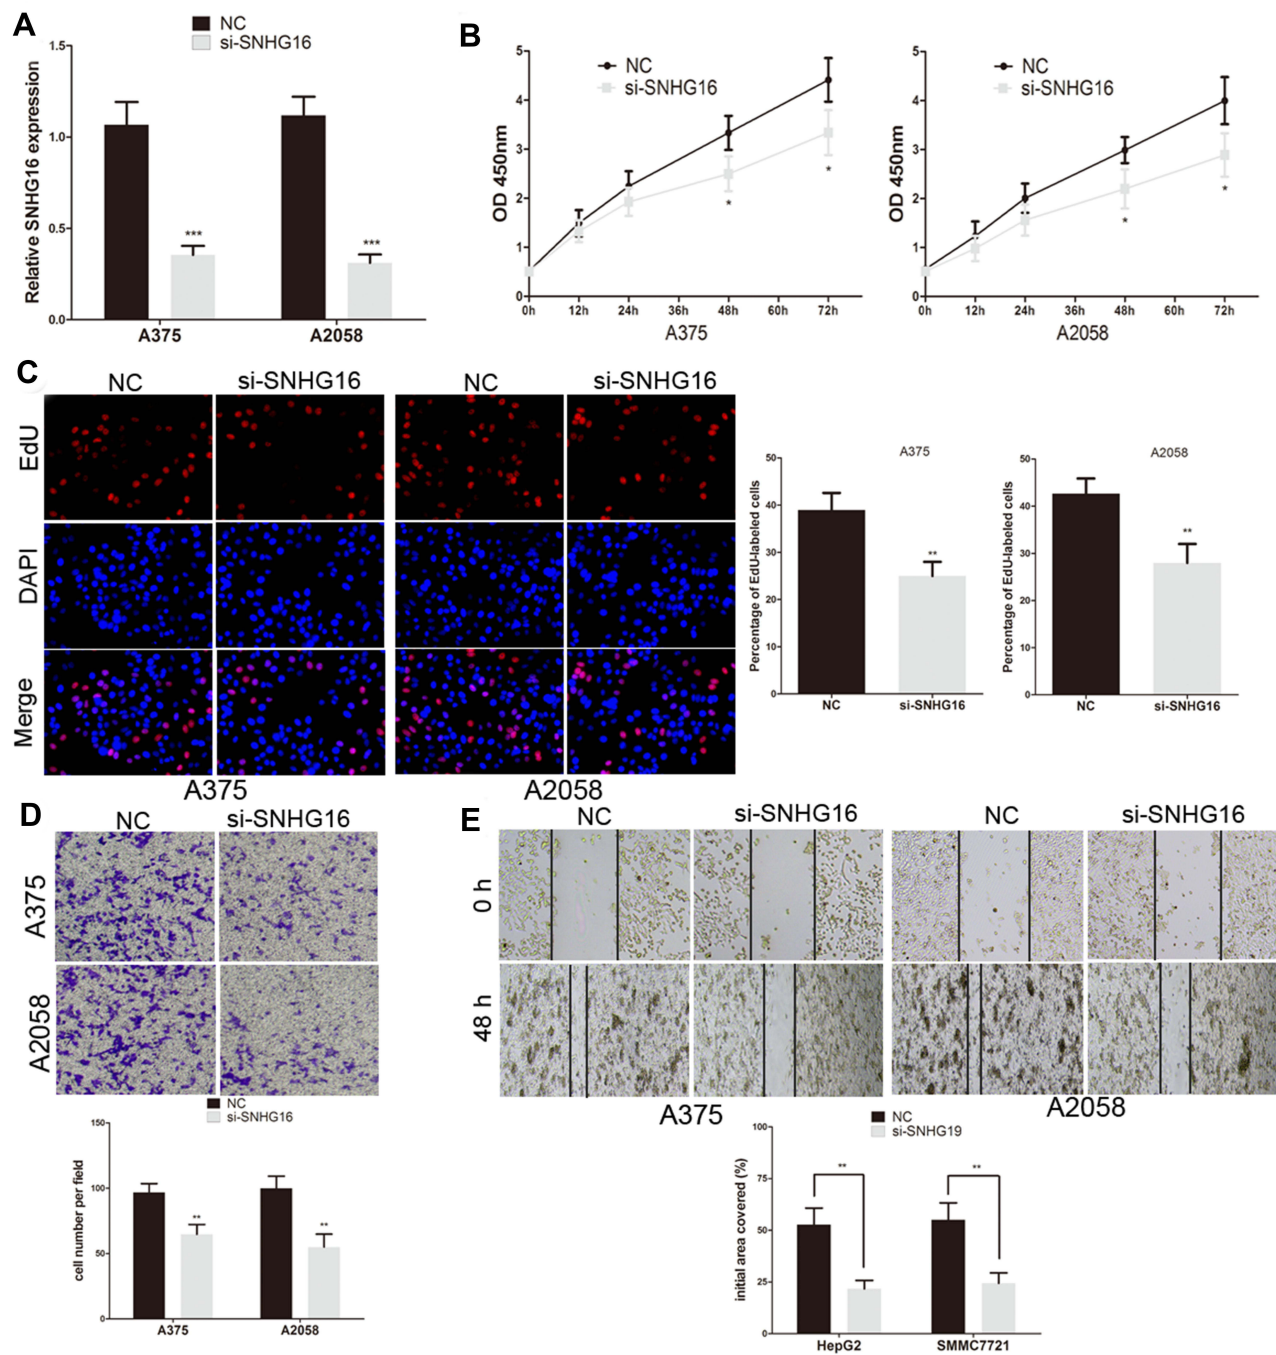 A
NC
si-SNHG16
Relative SNHG16 expression
1.5
1.0
0.5
0.0
***
***
A375
A2058
B
OD 450nm
5
4
3
2
1
0
NC
si-SNHG16
*
*
0h
12h
24h
36h
48h
60h
72h
A375
OD 450nm
5
4
3
2
1
0
NC
si-SNHG16
*
*
0h
12h
24h
36h
48h
60h
72h
A2058
C
NC
si-SNHG16
NC
si-SNHG16
EdU
DAPI
Merge
A375
A2058
A375
Percentage of EdU-labeled cells
50
40
30
20
10
0
**
NC
si-SNHG16
A2058
Percentage of EdU-labeled cells
50
40
30
20
10
0
**
NC
si-SNHG16
D
NC
si-SNHG16
A375
A2058
NC
si-SNHG16
cell number per field
150
100
50
0
**
**
A375
A2058
E
NC
si-SNHG16
NC
si-SNHG16
0 h
48 h
A375
A2058
NC
si-SNHG19
initial area covered (%)
100
75
50
25
0
**
**
HepG2
SMMC7721